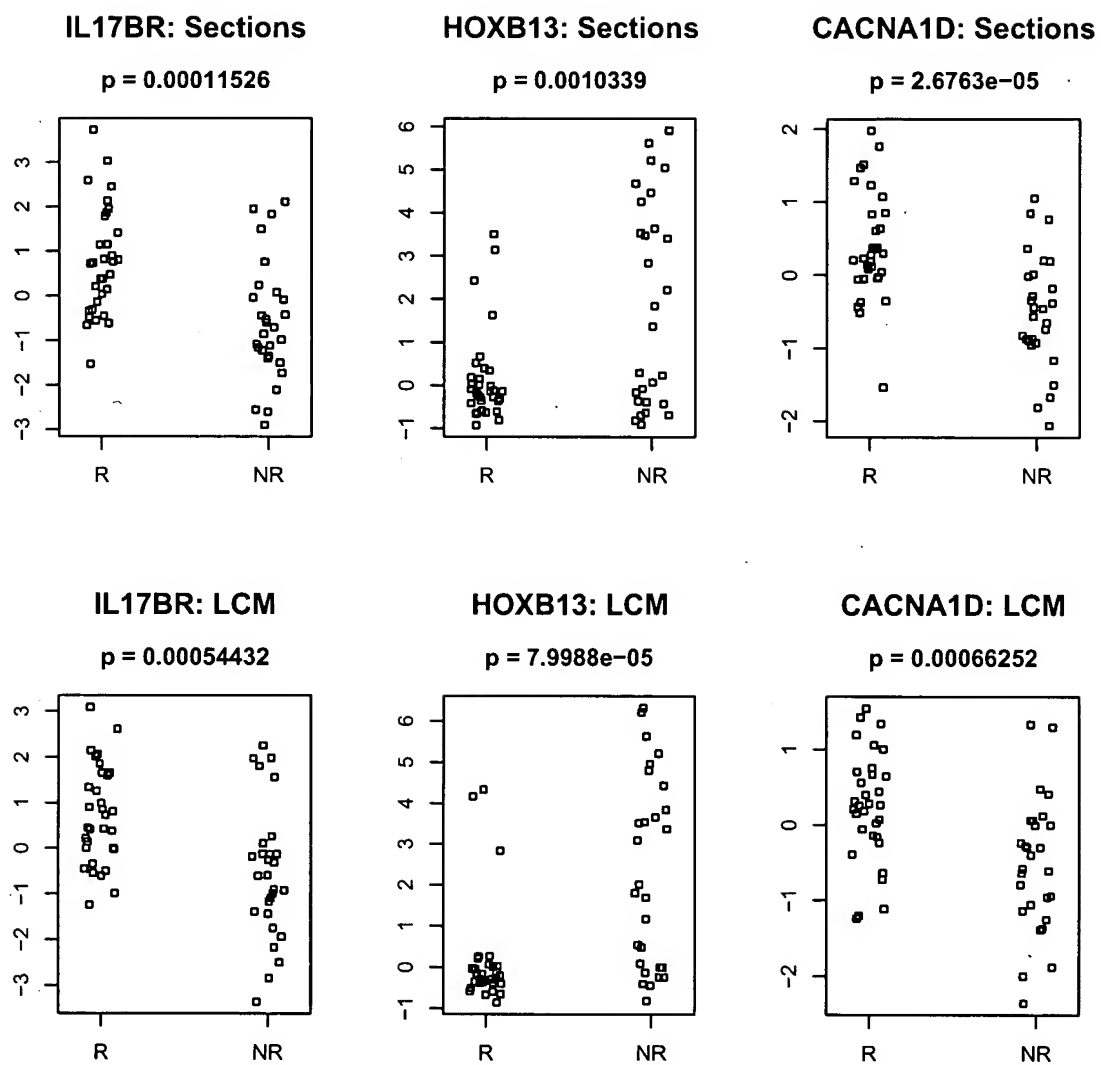 IL17BR: Sections
p = 0.00011526
3
2
1
0
−1
−2
−3
R NR
HOXB13: Sections
p = 0.0010339
6
5
4
3
2
1
0
−1
R NR
CACNA1D: Sections
p = 2.6763e−05
2
1
0
−1
−2
R NR
IL17BR: LCM
p = 0.00054432
3
2
1
0
−1
−2
−3
R NR
HOXB13: LCM
p = 7.9988e−05
6
5
4
3
2
1
0
−1
R NR
CACNA1D: LCM
p = 0.00066252
1
0
−1
−2
R NR